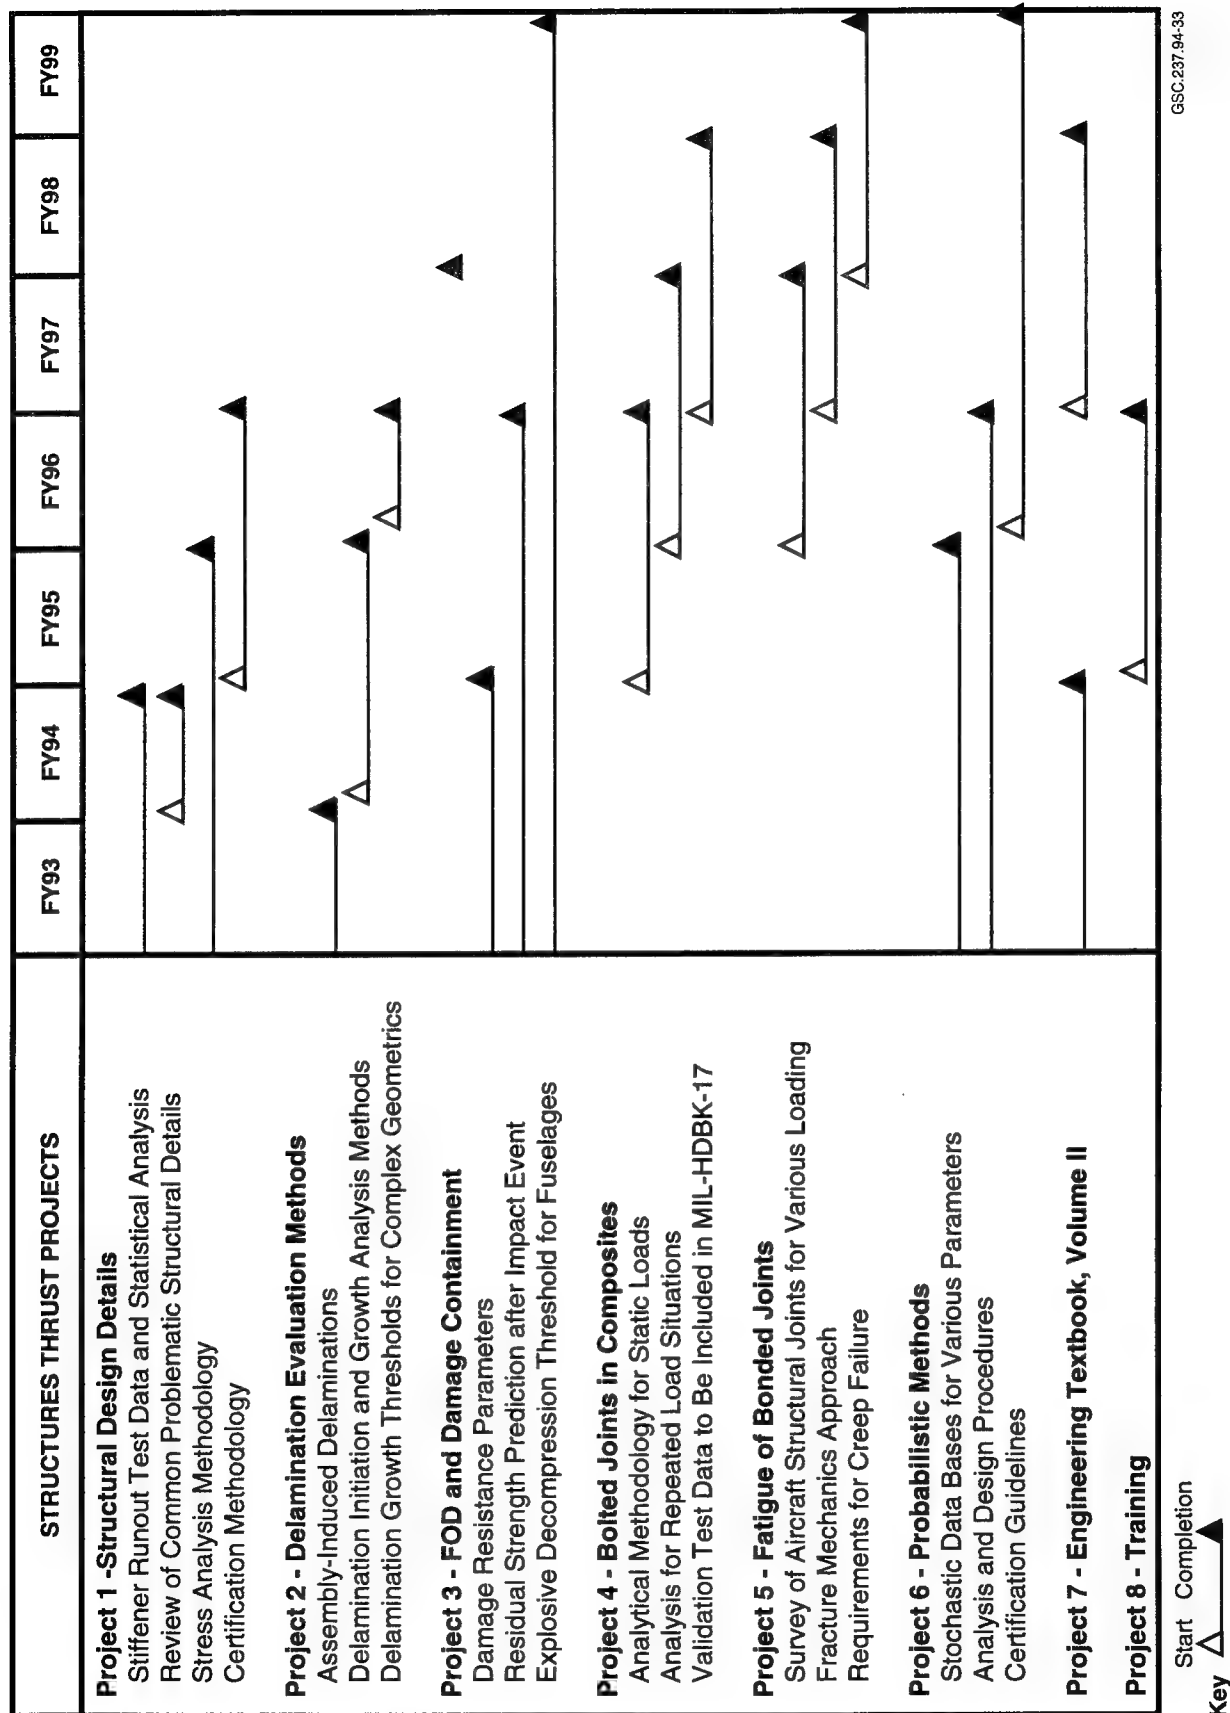 STRUCTURES THRUST PROJECTS
FY93
FY94
FY95
FY96
FY97
FY98
FY99
Project 1 -Structural Design Details
Stiffener Runout Test Data and Statistical Analysis
Review of Common Problematic Structural Details
Stress Analysis Methodology
Certification Methodology
Project 2 - Delamination Evaluation Methods
Assembly-Induced Delaminations
Delamination Initiation and Growth Analysis Methods
Delamination Growth Thresholds for Complex Geometrics
Project 3 - FOD and Damage Containment
Damage Resistance Parameters
Residual Strength Prediction after Impact Event
Explosive Decompression Threshold for Fuselages
Project 4 - Bolted Joints in Composites
Analytical Methodology for Static Loads
Analysis for Repeated Load Situations
Validation Test Data to Be Included in MIL-HDBK-17
Project 5 - Fatigue of Bonded Joints
Survey of Aircraft Structural Joints for Various Loading
Fracture Mechanics Approach
Requirements for Creep Failure
Project 6 - Probabilistic Methods
Stochastic Data Bases for Various Parameters
Analysis and Design Procedures
Certification Guidelines
Project 7 - Engineering Textbook, Volume II
Project 8 - Training
Start Completion
Key
GSC.237.94-33